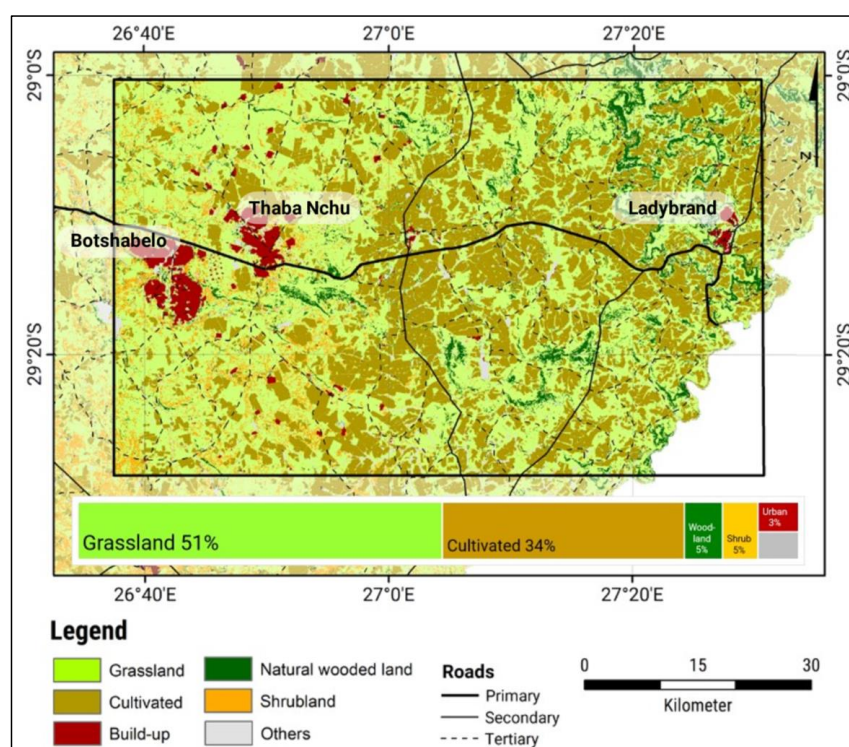 26°40'E 27°0'E 27°20'E
29°0'S 29°0'S
N
Thaba Nchu
Ladybrand
Botshabelo
29°20'S 29°20'S
Grassland 51%
Cultivated 34%
Wood-
land
5%
Shrub
5%
Urban
3%
26°40'E 27°0'E 27°20'E
Legend
Grassland
Cultivated
Build-up
Natural wooded land
Shrubland
Others
Roads
Primary
Secondary
Tertiary
0 15 30
Kilometer